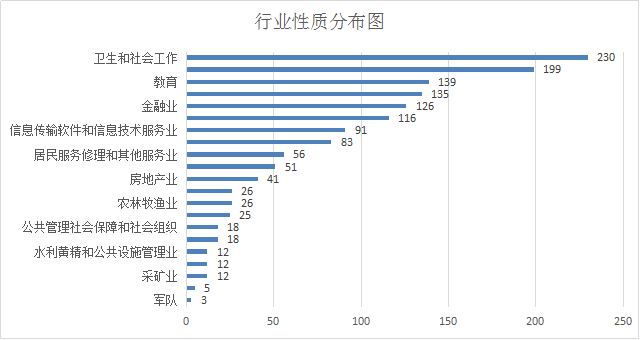 行业性质分布图
卫生和社会工作 230
199
教育 139
135
金融业 126
116
信息传输软件和信息技术服务业 91
83
居民服务修理和其他服务业 56
51
房地产业 41
26
农林牧渔业 26
25
公共管理社会保障和社会组织 18
18
水利黄精和公共设施管理业 12
12
采矿业 12
5
军队 3
0 50 100 150 200 250